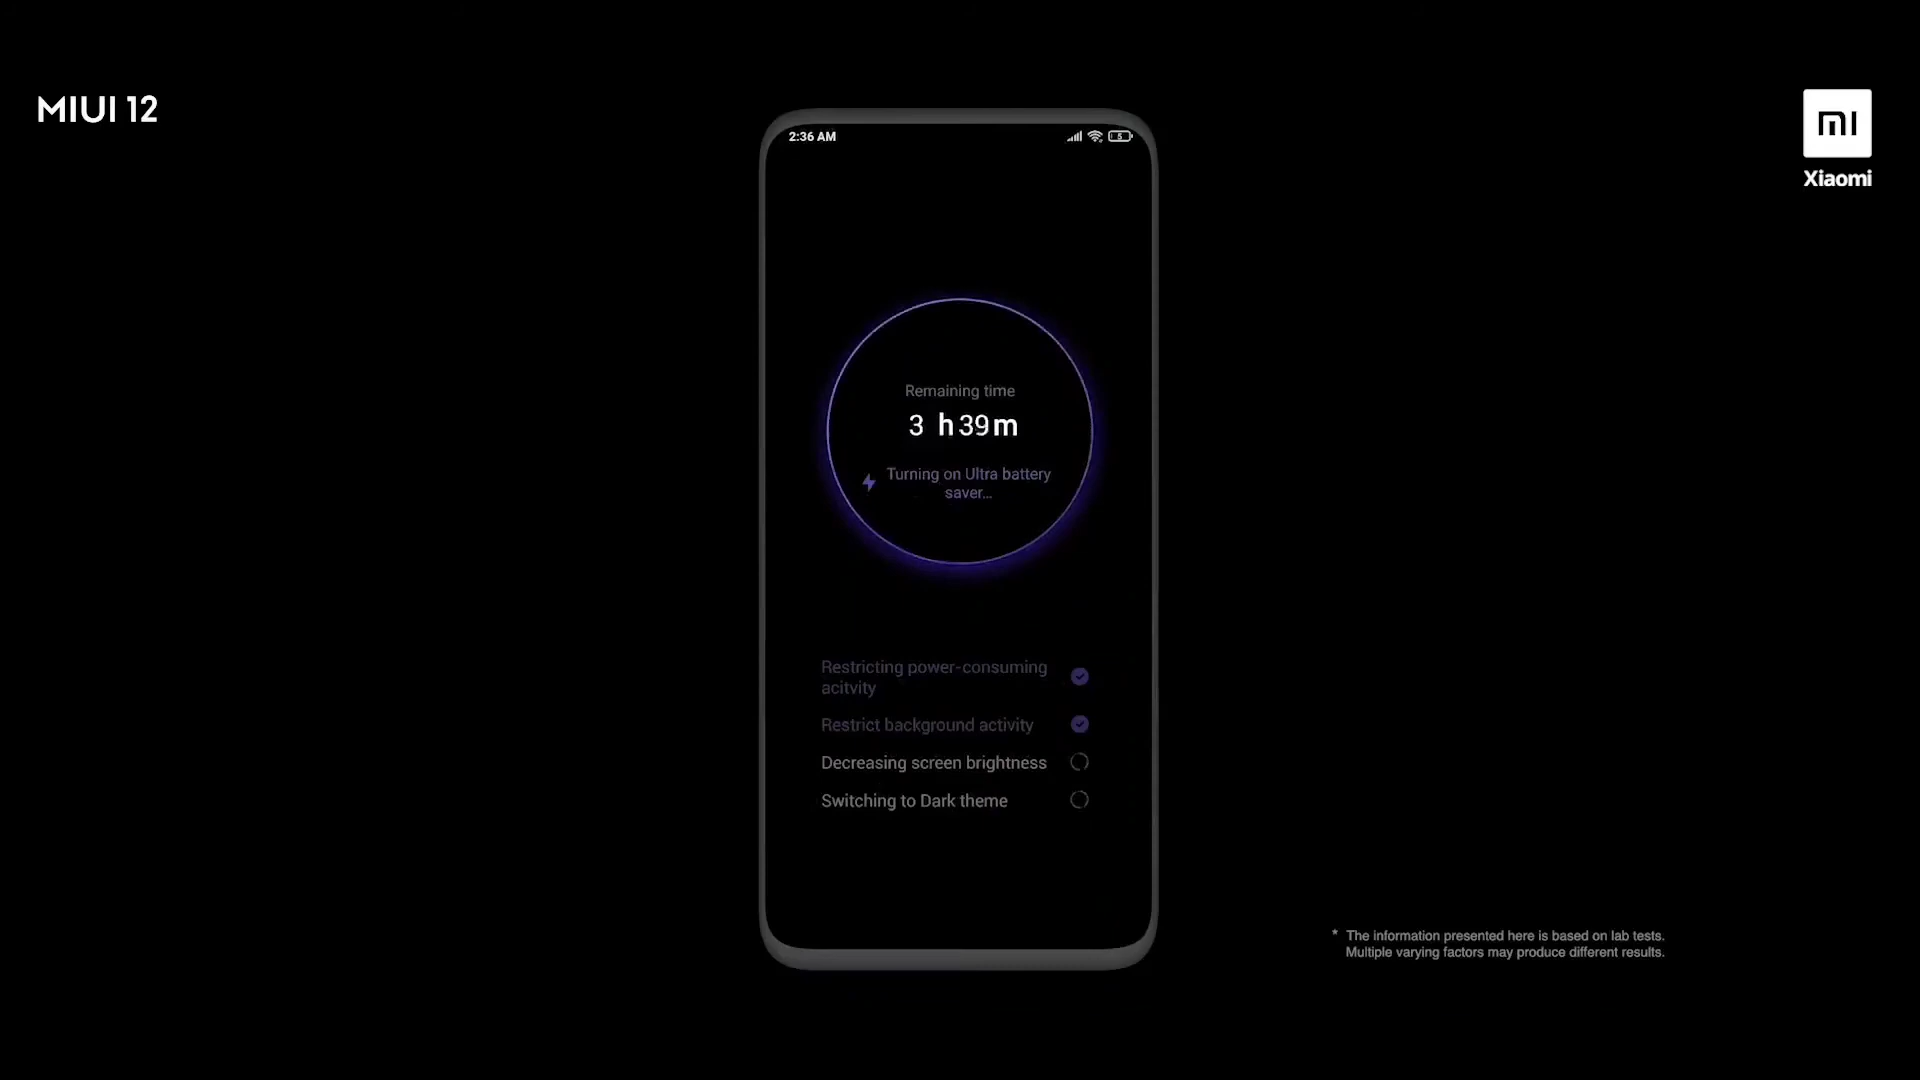 MIUI 12
mi
Xiaomi
2:36 AM
5
Remaining time
3 h 39 m
Turning on Ultra battery
saver...
Restricting power-consuming
acitvity
Restrict background activity
Decreasing screen brightness
Switching to Dark theme
* The information presented here is based on lab tests.
Multiple varying factors may produce different results.